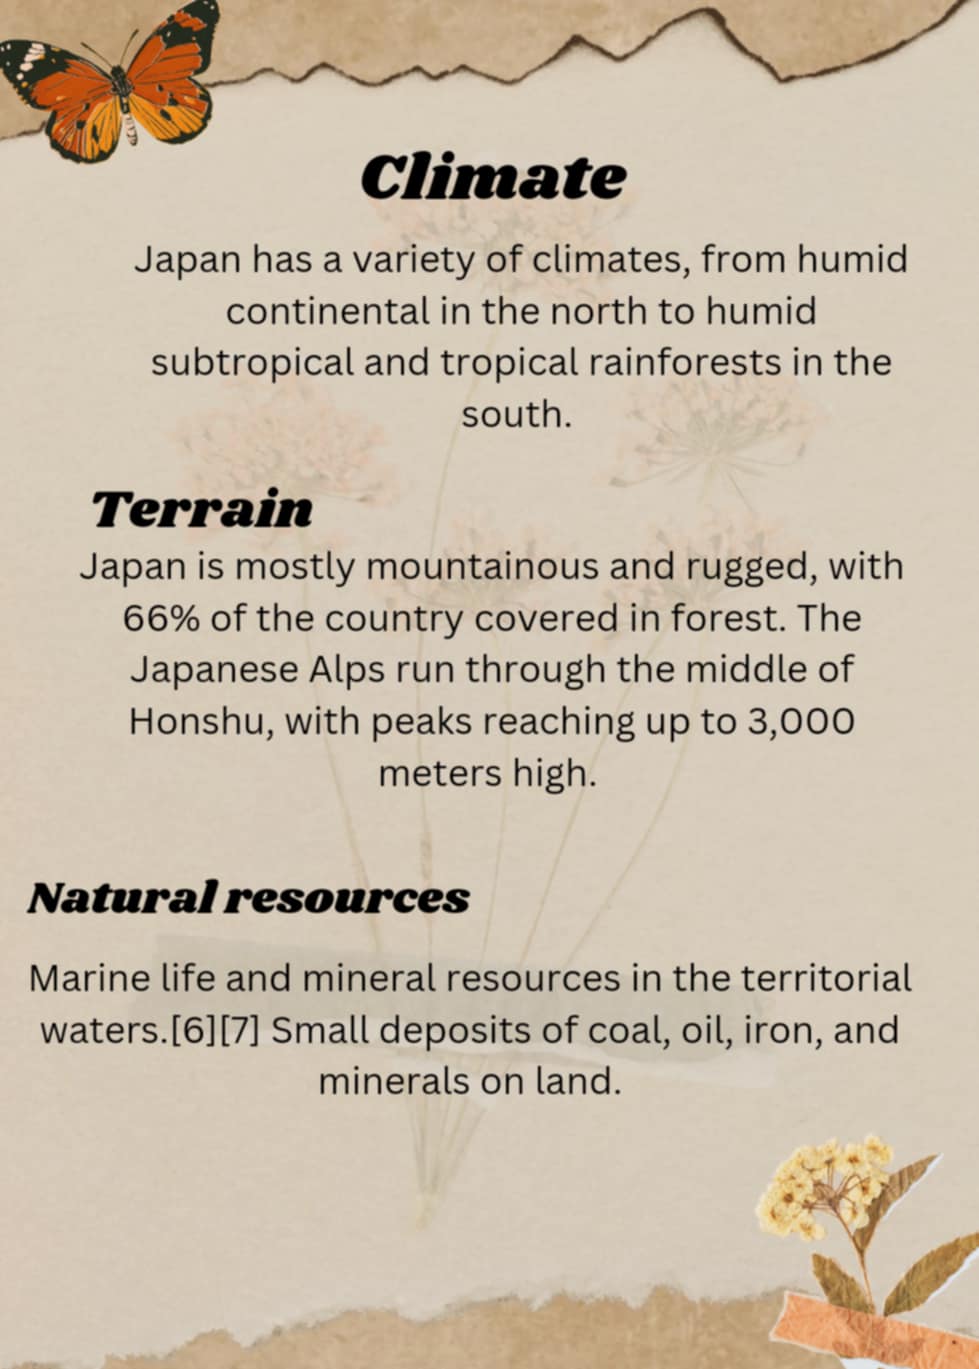 Climate
Japan has a variety of climates, from humid
continental in the north to humid
subtropical and tropical rainforests in the
south.
Terrain
Japan is mostly mountainous and rugged, with
66% of the country covered in forest. The
Japanese Alps run through the middle of
Honshu, with peaks reaching up to 3,000
meters high.
Natural resources
Marine life and mineral resources in the territorial
waters.[6][7] Small deposits of coal, oil, iron, and
minerals on land.